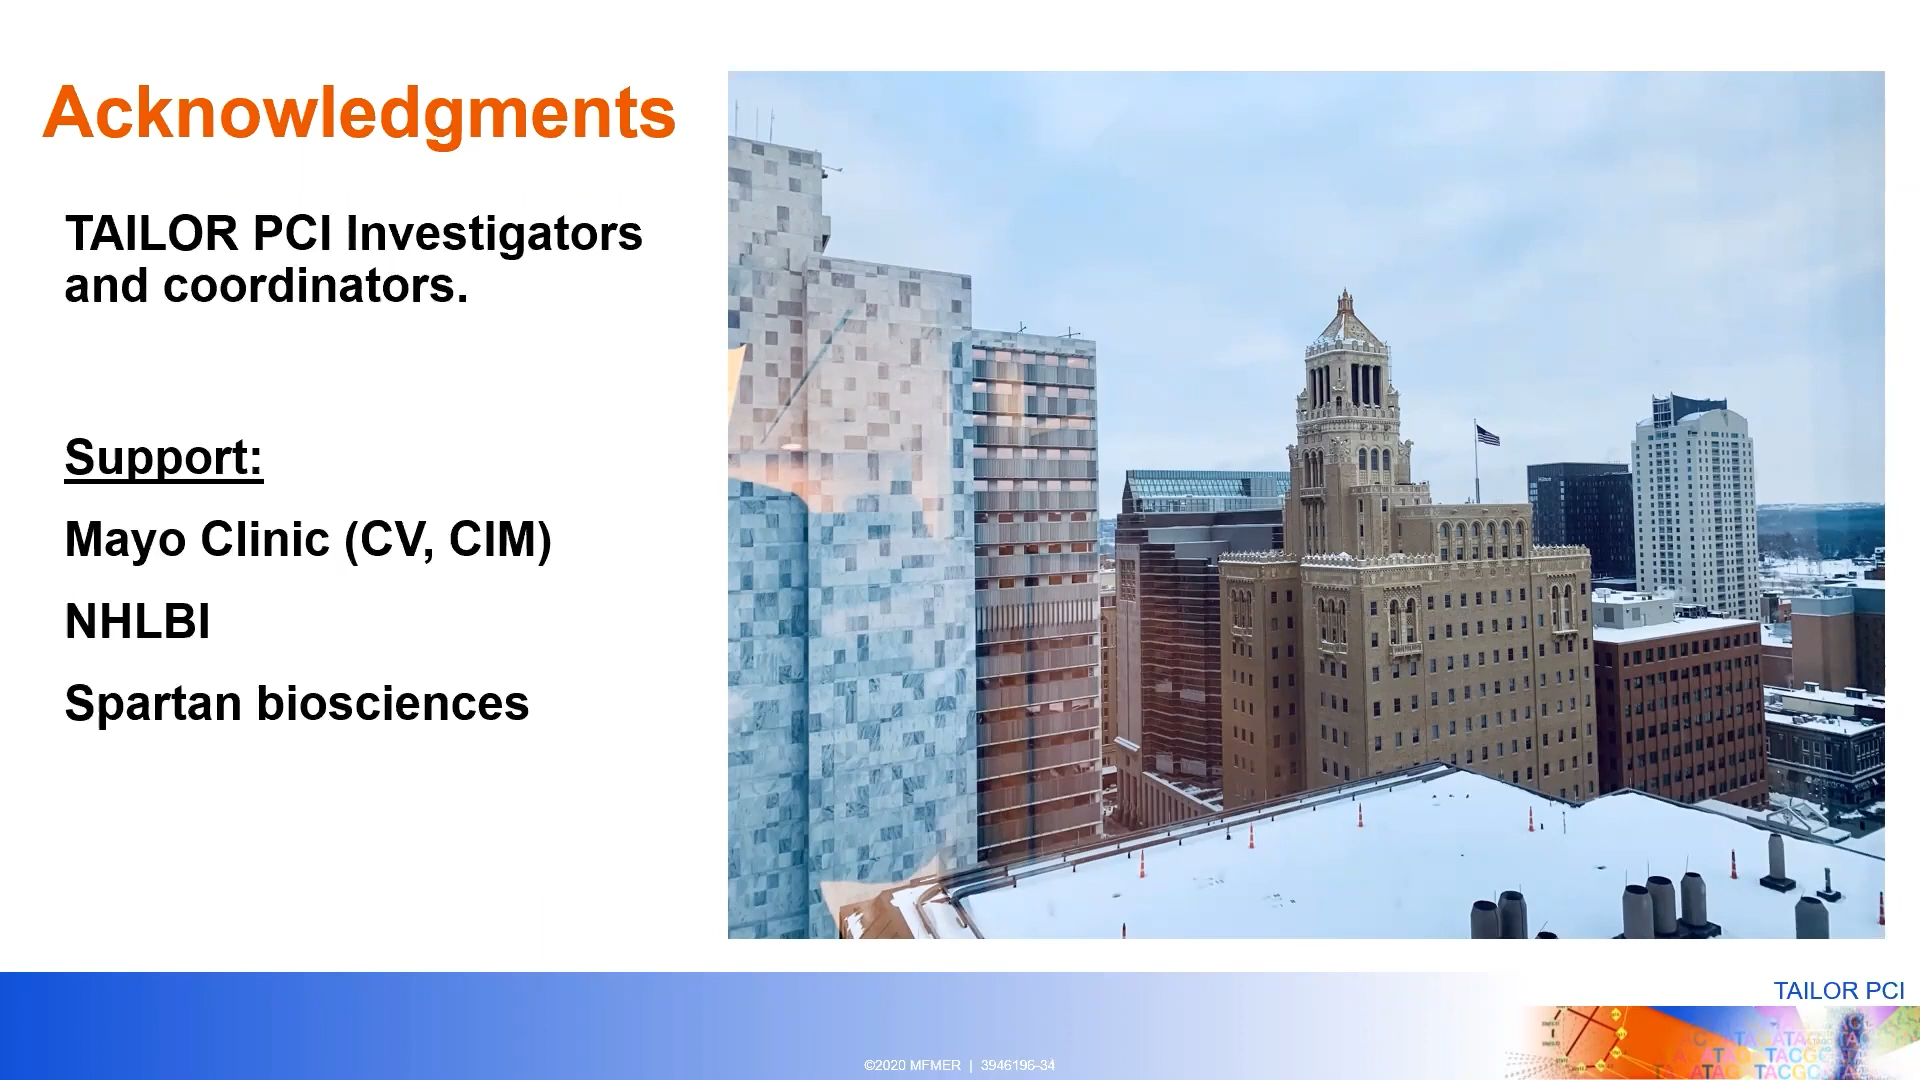 Acknowledgments
TAILOR PCI Investigators
and coordinators.
Support:
Mayo Clinic (CV, CIM)
NHLBI
Spartan biosciences
Hilton
TAILOR PCI
©2020 MFMER | 3946196-34